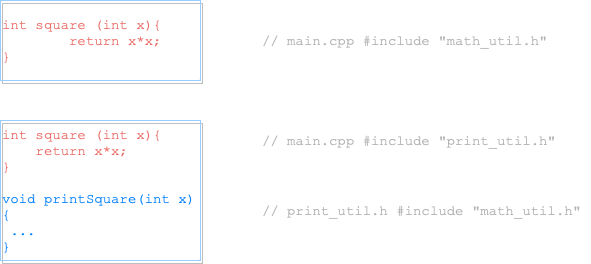 int square (int x){
return x*x;
}
// main.cpp #include "math_util.h"
int square (int x){
return x*x;
}
// main.cpp #include "print_util.h"
void printSquare(int x)
{
...
}
// print_util.h #include "math_util.h"